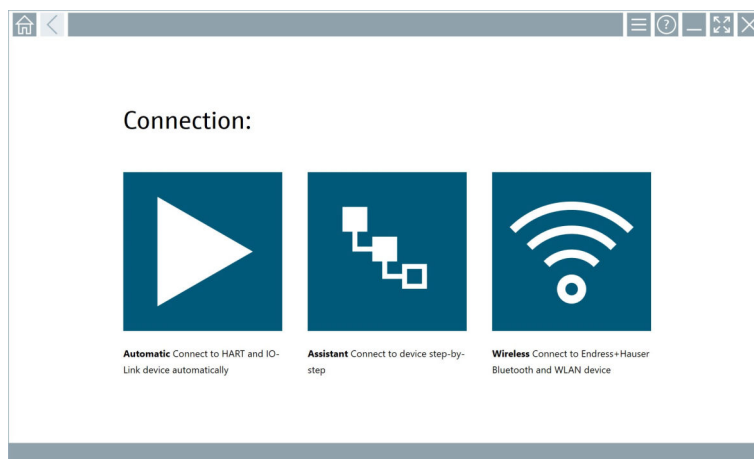 Connection:
Automatic Connect to HART and IO-
Link device automatically
Assistant Connect to device step-by-
step
Wireless Connect to Endress+Hauser
Bluetooth and WLAN device